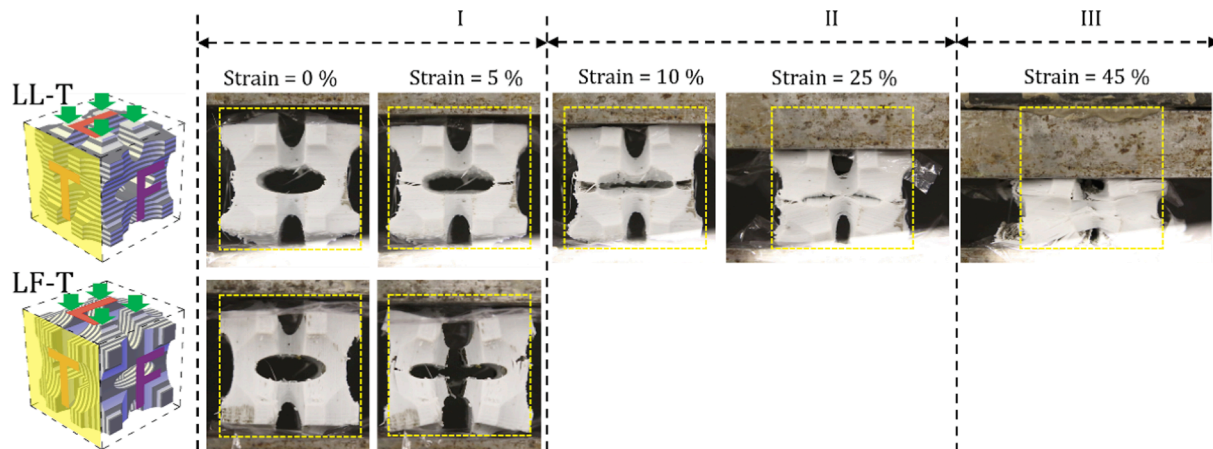 I II III
Strain = 0 % Strain = 5 % Strain = 10 % Strain = 25 % Strain = 45 %
LL-T
L
T F
LF-T
L
T F